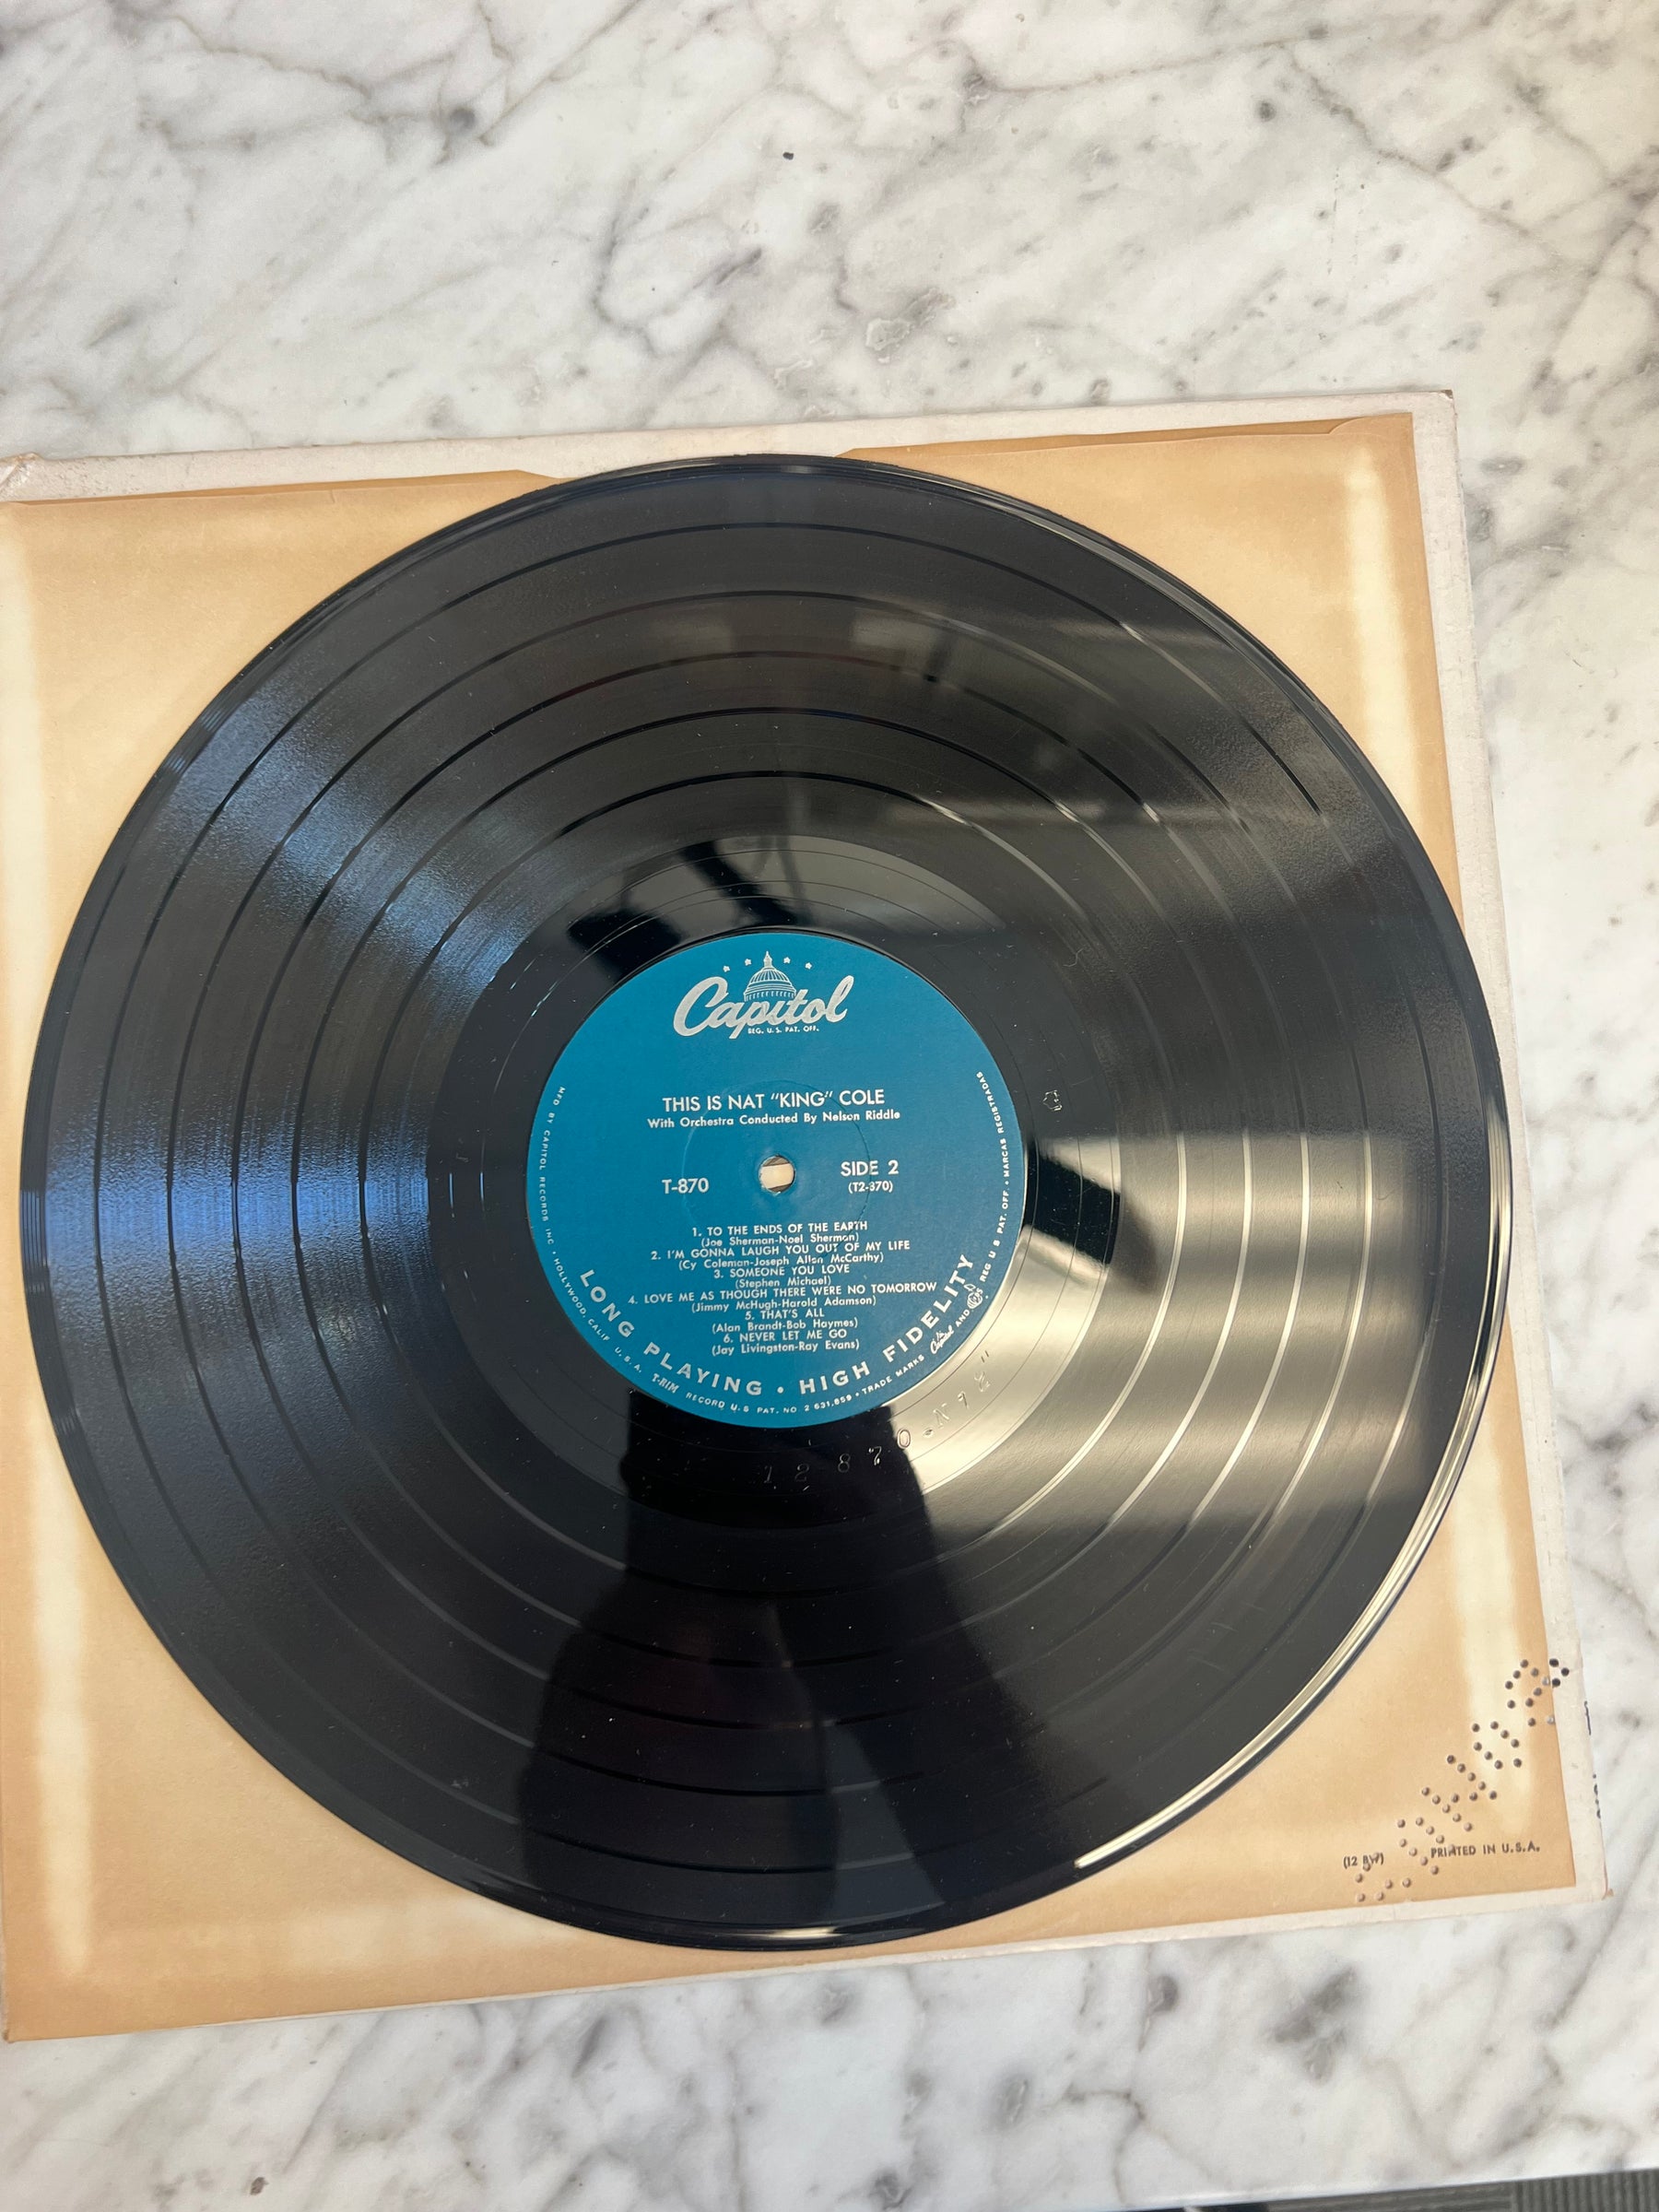 Capitol
REG. U.S. PAT. OFF.
THIS IS NAT "KING" COLE
With Orchestra Conducted By Nelson Riddle
T-870
SIDE 2
(T2-870)
1. TO THE ENDS OF THE EARTH
(Joe Sherman-Noel Sherman)
2. I'M GONNA LAUGH YOU OUT OF MY LIFE
(Cy Coleman-Joseph Allan McCarthy)
3. SOMEONE YOU LOVE
(Stephen Michael)
4. LOVE ME AS THOUGH THERE WERE NO TOMORROW
(Jimmy McHugh-Harold Adamson)
5. THAT'S ALL
(Alan Brandt-Bob Haymes)
6. NEVER LET ME GO
(Jay Livingston-Ray Evans)
LONG PLAYING • HIGH FIDELITY
MFD BY CAPITOL RECORDS INC • HOLLYWOOD, CALIF U.S.A. T-RIM RECORD U.S PAT. NO 2 631,859 • TRADE MARKS Capitol AND REG U S PAT. OFF. • MARCAS REGISTRADAS
PRINTED IN U.S.A.